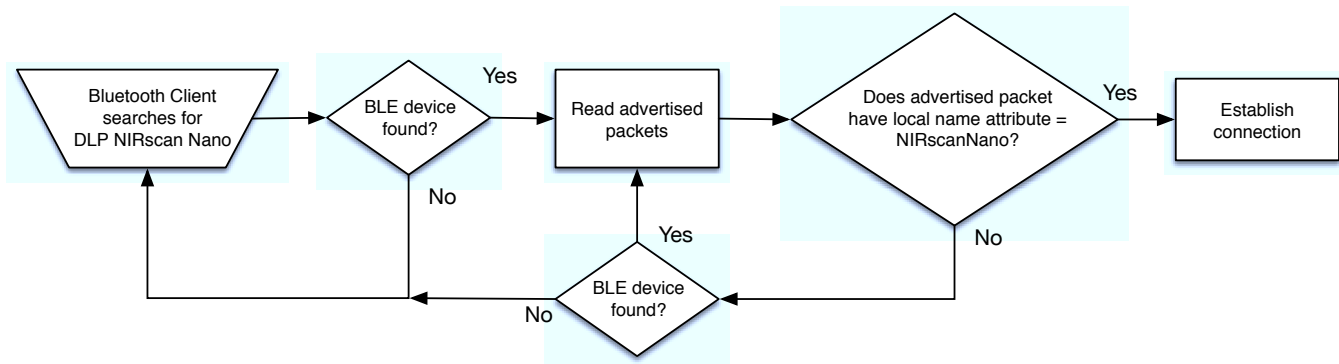 Bluetooth Client
searches for
DLP NIRscan Nano
BLE device
found?
Yes
No
Read advertised
packets
Does advertised packet
have local name attribute =
NIRscanNano?
Yes
Establish
connection
No
BLE device
found?
Yes
No